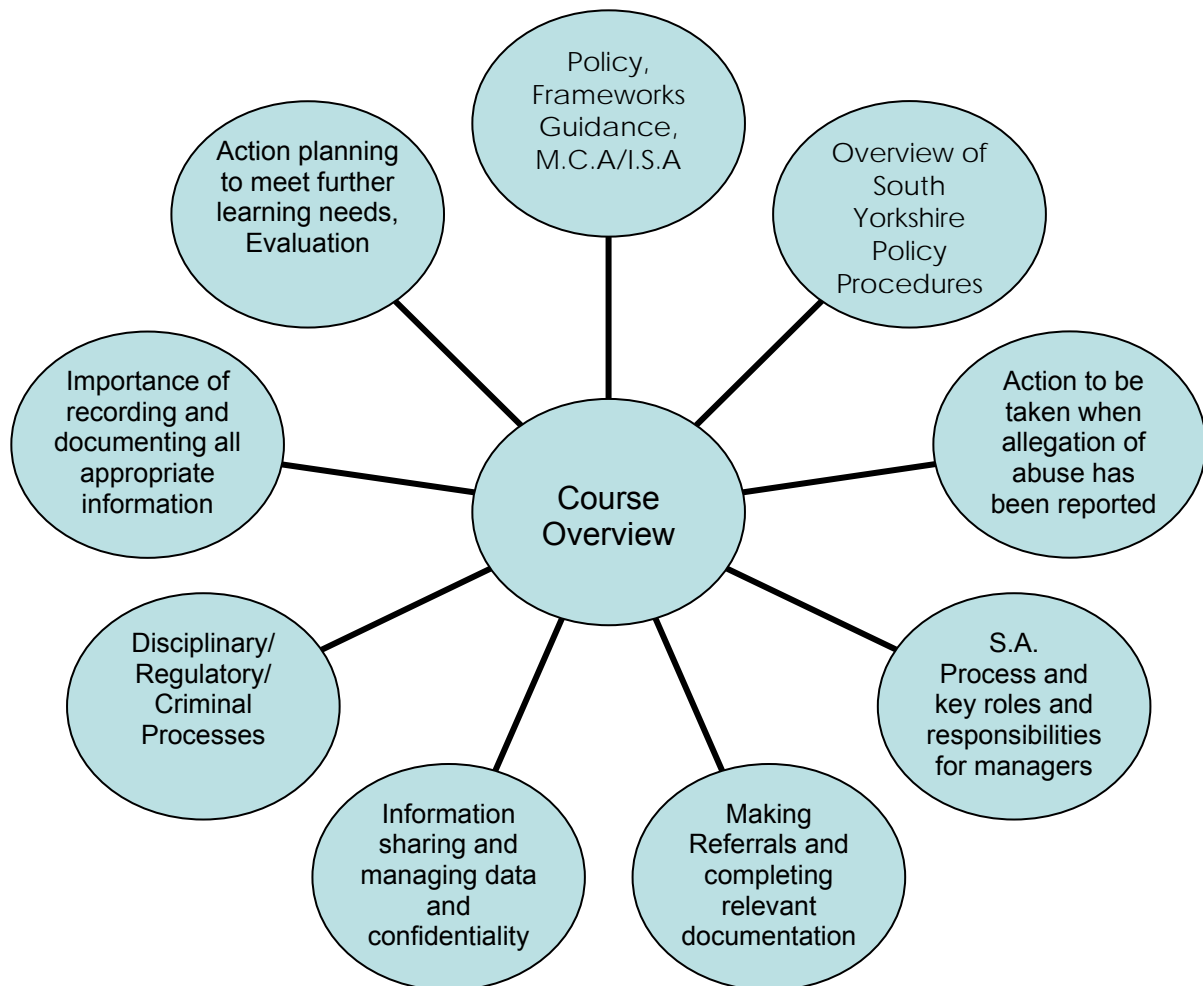 Policy,
Frameworks
Guidance,
M.C.A/I.S.A
Overview of
South
Yorkshire
Policy
Procedures
Action to be
taken when
allegation of
abuse has
been reported
S.A.
Process and
key roles and
responsibilities
for managers
Making
Referrals and
completing
relevant
documentation
Information
sharing and
managing data
and
confidentiality
Disciplinary/
Regulatory/
Criminal
Processes
Importance of
recording and
documenting all
appropriate
information
Action planning
to meet further
learning needs,
Evaluation
Course
Overview